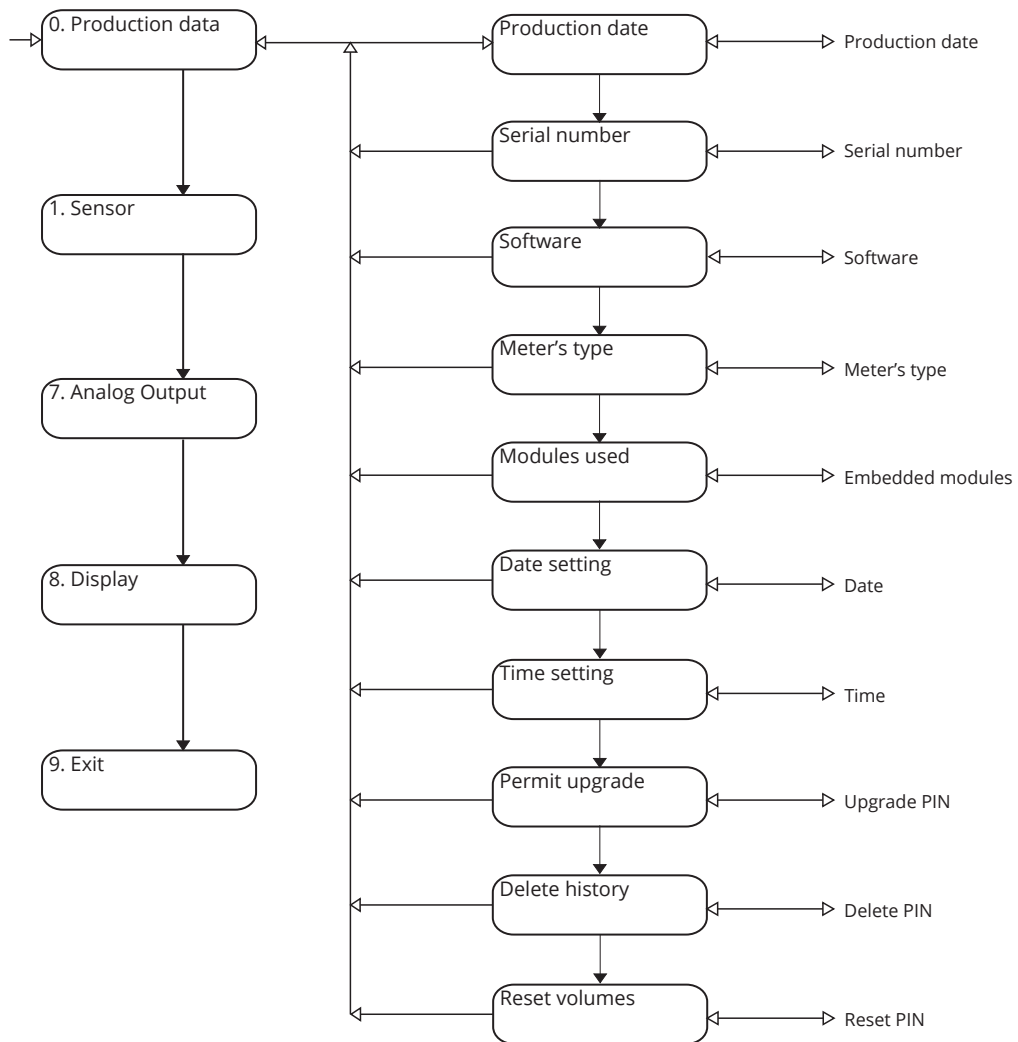 0. Production data
Production date
Production date
Serial number
Serial number
1. Sensor
Software
Software
Meter’s type
Meter’s type
7. Analog Output
Modules used
Embedded modules
Date setting
Date
8. Display
Time setting
Time
9. Exit
Permit upgrade
Upgrade PIN
Delete history
Delete PIN
Reset volumes
Reset PIN